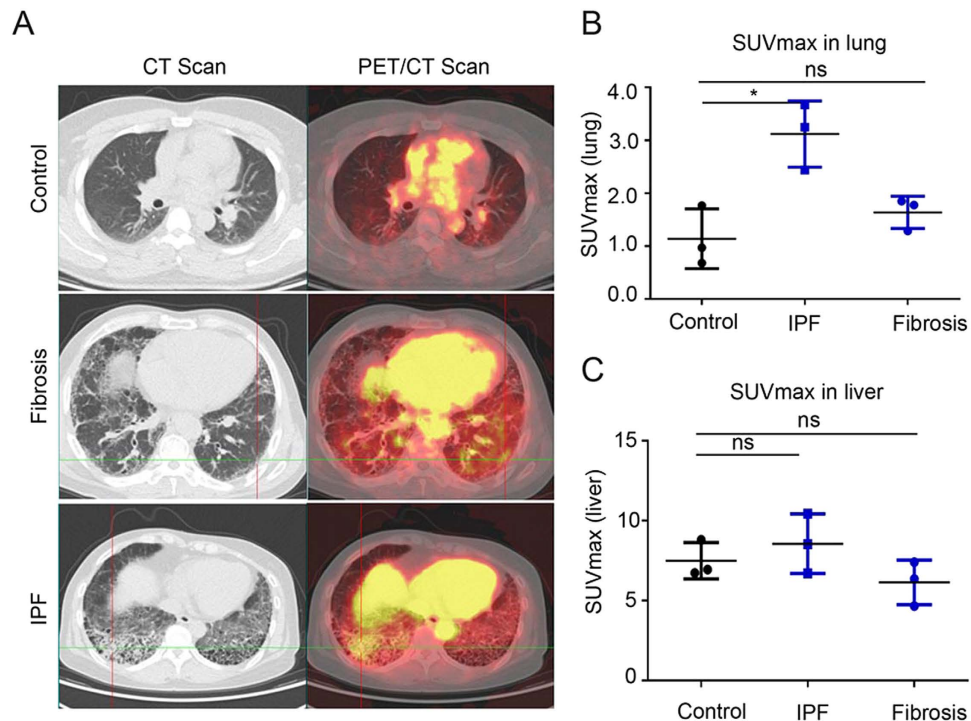 A
CT Scan
PET/CT Scan
Control
Fibrosis
IPF
B
SUVmax in lung
ns
*
SUVmax (lung)
4.0
3.0
2.0
1.0
0.0
Control
IPF
Fibrosis
C
SUVmax in liver
ns
ns
SUVmax (liver)
15
10
5
0
Control
IPF
Fibrosis